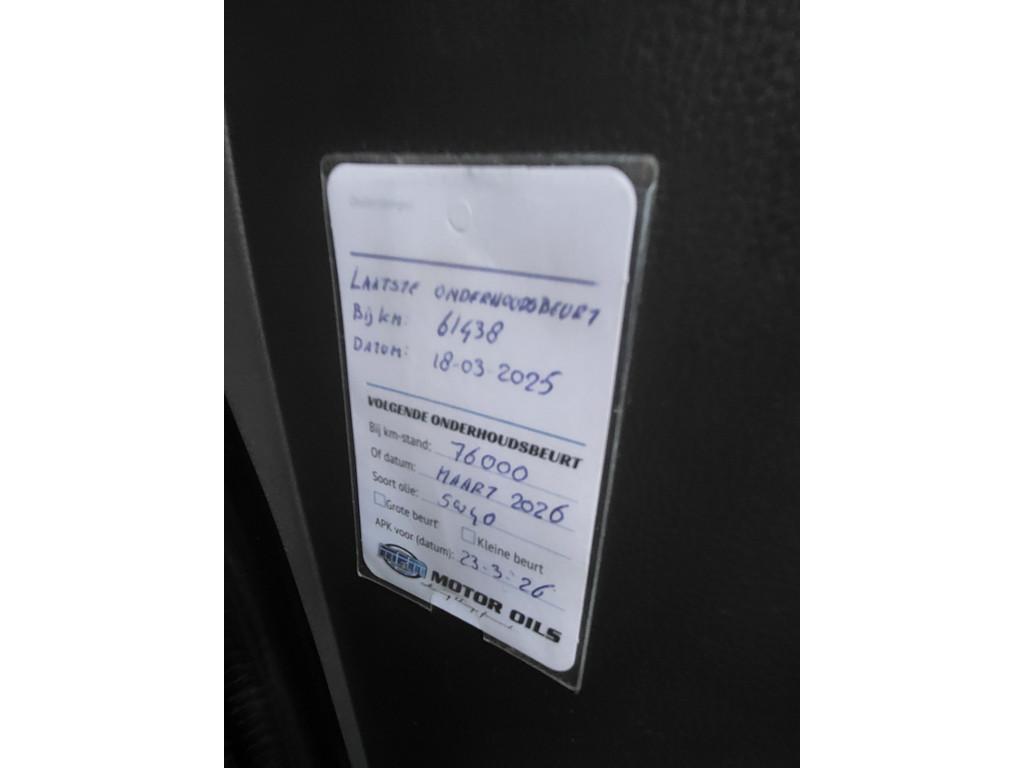 LAATSTE ONDERHOUDSBEURT
Bij km: 61438
DATUM: 18-03-2025
VOLGENDE ONDERHOUDSBEURT
Bij km-stand: 76000
Of datum: MAART 2026
Soort olie: 5W40
Grote beurt Kleine beurt
APK voor (datum): 23-3-26
MOTOR OILS